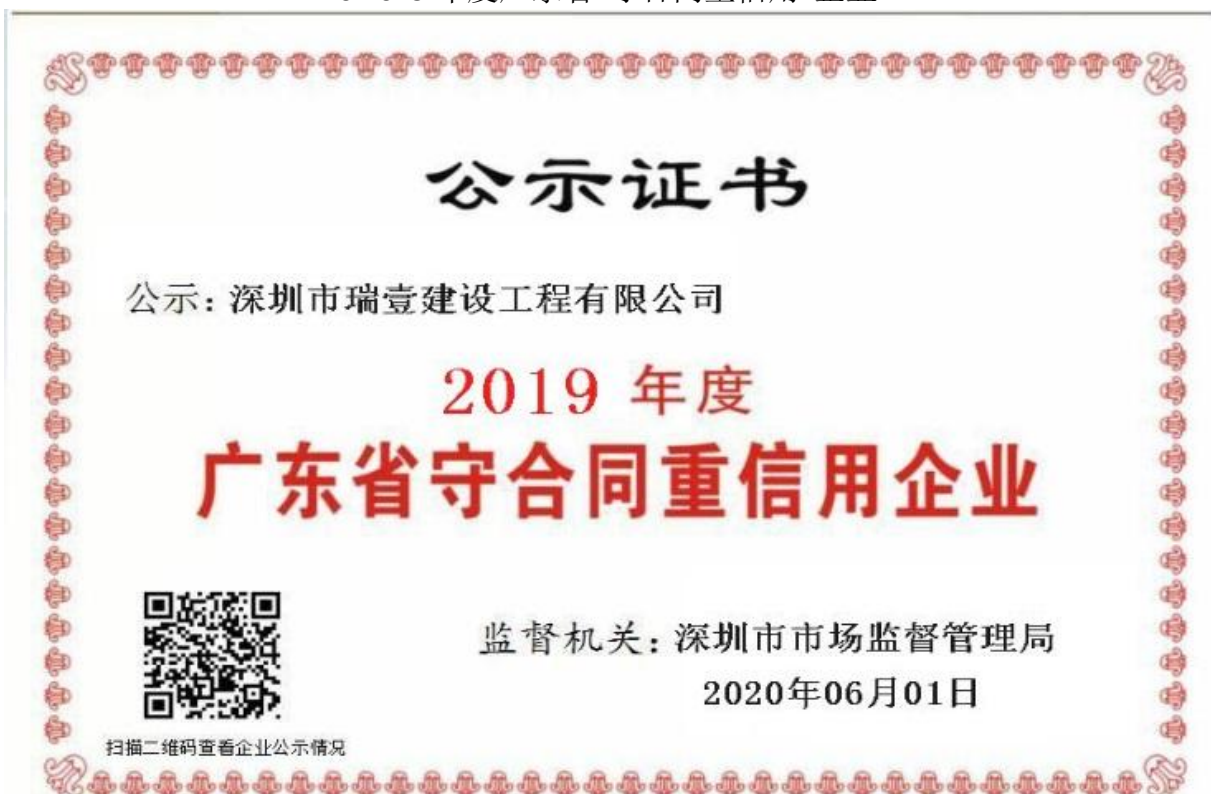 公示证书
公示：深圳市瑞壹建设工程有限公司
2019 年度
广东省守合同重信用企业
监督机关：深圳市市场监督管理局
2020年06月01日
扫描二维码查看企业公示情况